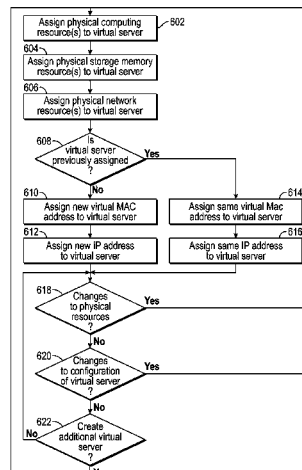 602
Assign physical computing
resource(s) to virtual server
604
Assign physical storage memory
resource(s) to virtual server
606
Assign physical network
resource(s) to virtual server
608
Is
virtual server
previously assigned
?
Yes
No
610
Assign new virtual MAC
address to virtual server
614
Assign same virtual Mac
address to virtual server
612
Assign new IP address
to virtual server
616
Assign same IP address
to virtual server
618
Changes
to physical
resources
?
Yes
No
620
Changes
to configuration
of virtual server
?
Yes
No
622
Create
additional virtual
server
?
No